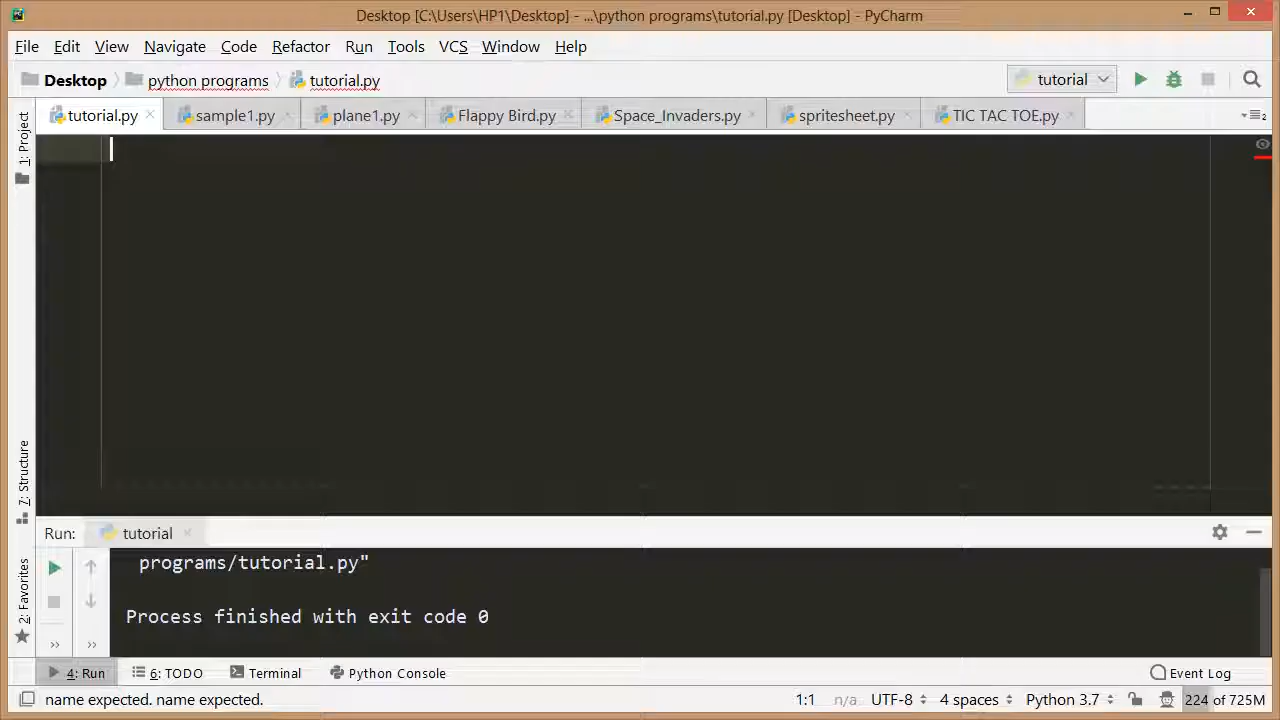 Desktop [C:\Users\HP1\Desktop] - ...\python programs\tutorial.py [Desktop] - PyCharm
File Edit View Navigate Code Refactor Run Tools VCS Window Help
Desktop python programs tutorial.py tutorial
tutorial.py sample1.py plane1.py Flappy Bird.py Space_Invaders.py spritesheet.py TIC TAC TOE.py 2
1: Project
7: Structure
2: Favorites
Run: tutorial
programs/tutorial.py"
Process finished with exit code 0
4: Run 6: TODO Terminal Python Console Event Log
name expected. name expected. 1:1 n/a UTF-8 4 spaces Python 3.7 224 of 725M